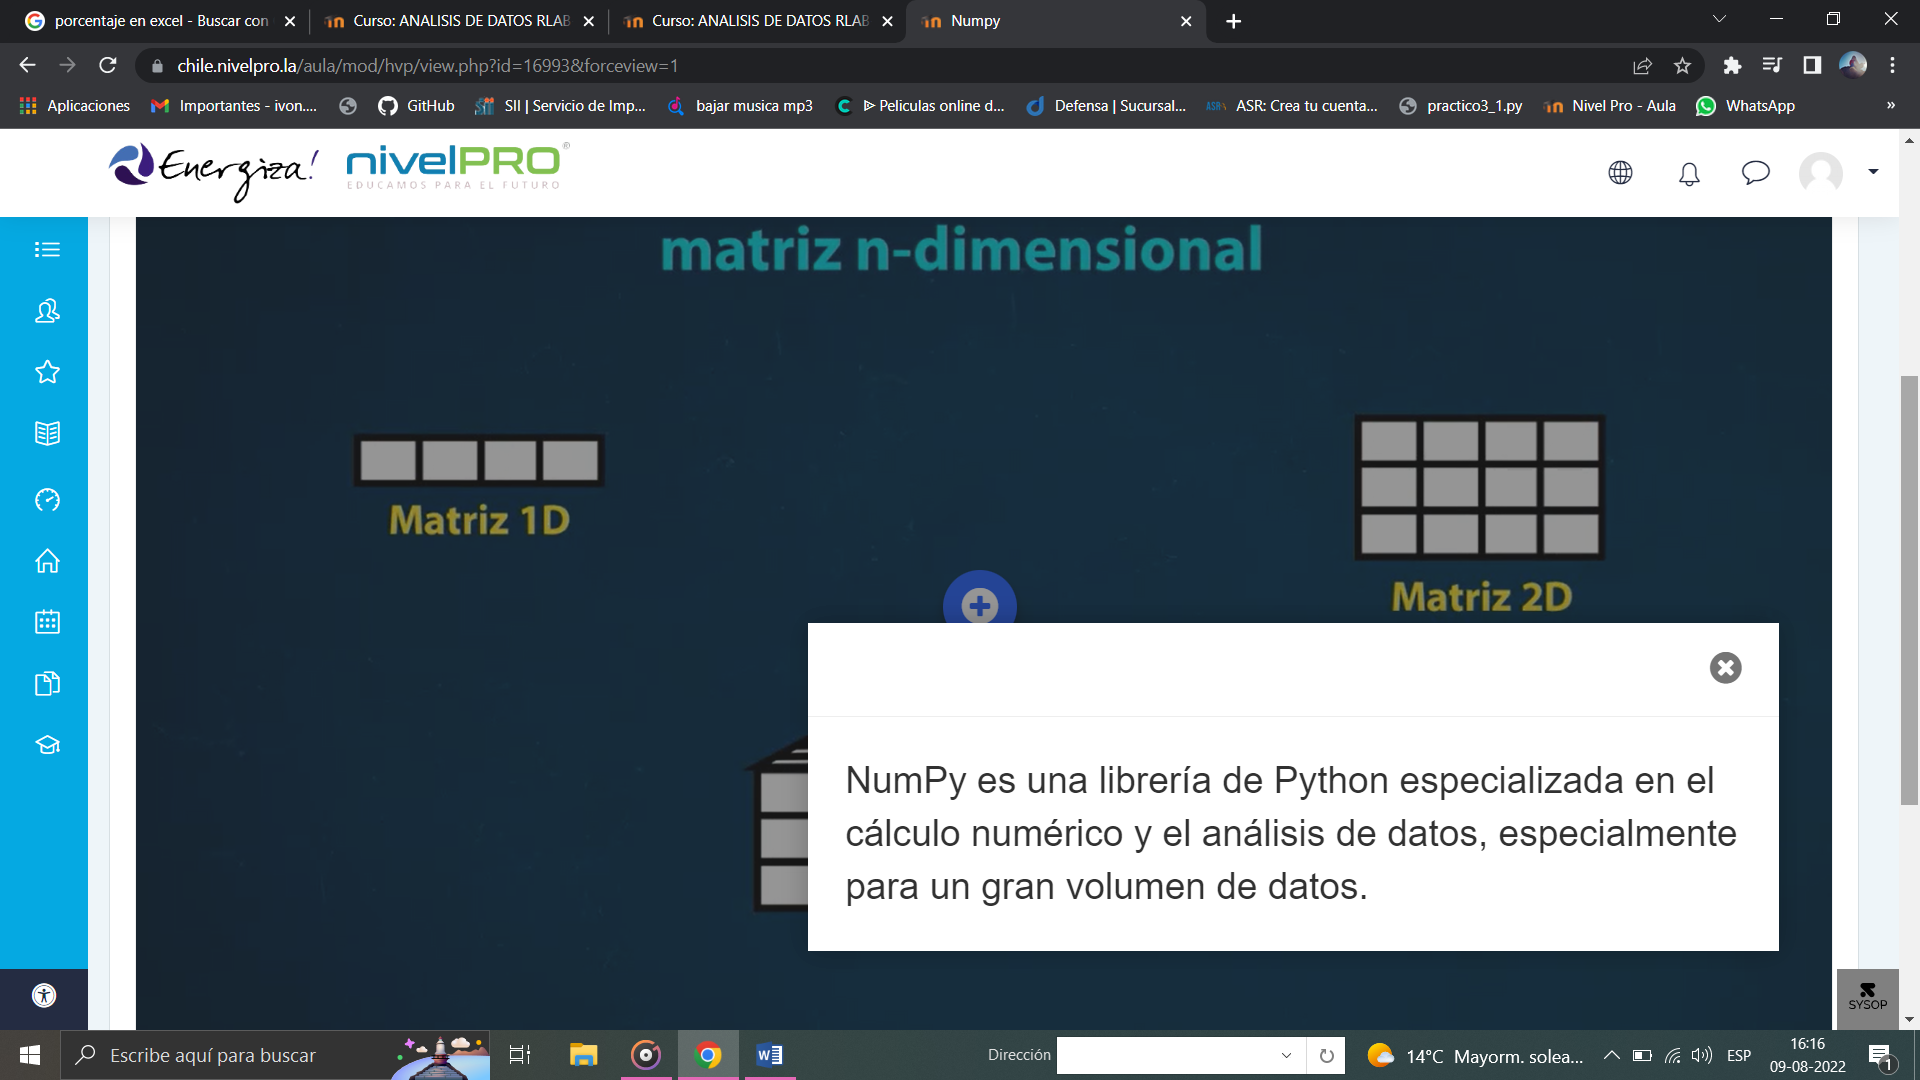 porcentaje en excel - Buscar con
Curso: ANALISIS DE DATOS RLAB
Curso: ANALISIS DE DATOS RLAB
Numpy
chile.nivelpro.la/aula/mod/hvp/view.php?id=16993&forceview=1
Aplicaciones
Importantes - ivon....
GitHub
SII | Servicio de Imp...
bajar musica mp3
Peliculas online d...
Defensa | Sucursal...
ASR: Crea tu cuenta...
practico3_1.py
Nivel Pro - Aula
WhatsApp
»
Energiza!
nivelPRO®
EDUCAMOS PARA EL FUTURO
matriz n-dimensional
Matriz 1D
Matriz 2D
NumPy es una librería de Python especializada en el
cálculo numérico y el análisis de datos, especialmente
para un gran volumen de datos.
SYSOP
Escribe aquí para buscar
Dirección
14°C Mayorm. solea...
ESP
16:16
09-08-2022
1